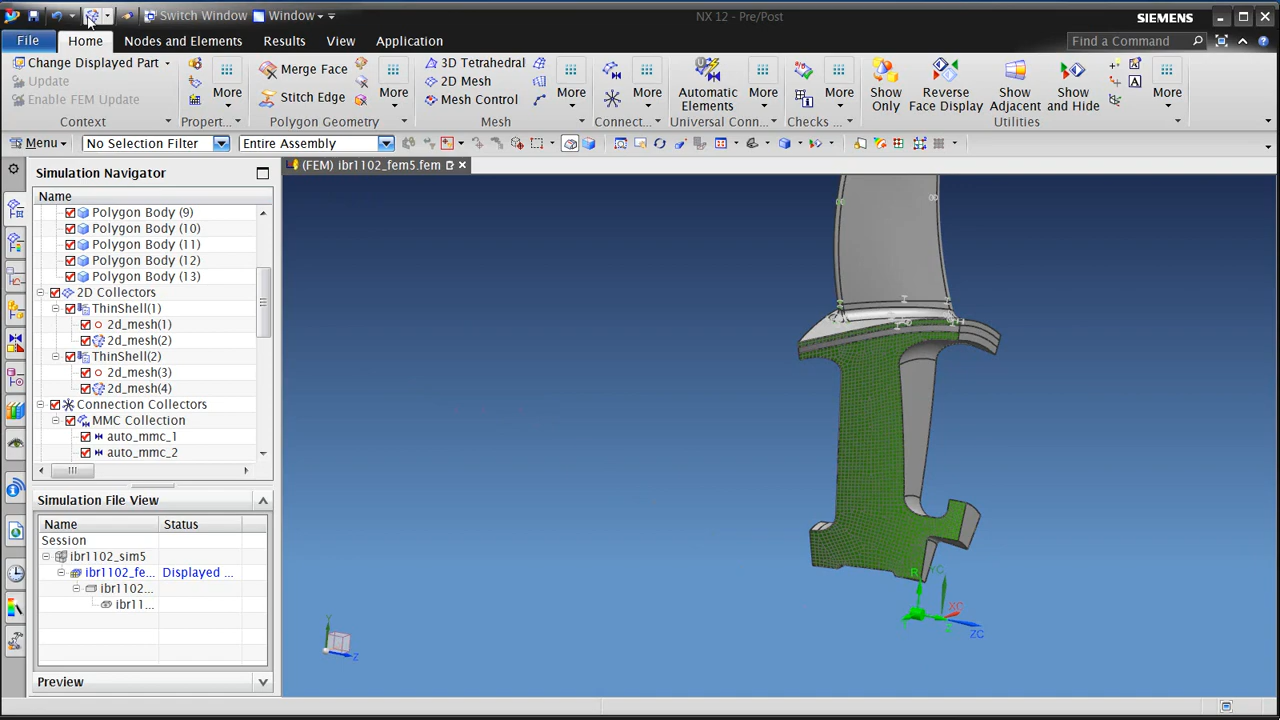 Switch Window Window NX 12 - Pre/Post SIEMENS
File Home Nodes and Elements Results View Application Find a Command
Change Displayed Part
Update
Enable FEM Update
Context
More
Propert...
Merge Face
Stitch Edge
More
Polygon Geometry
3D Tetrahedral
2D Mesh
Mesh Control
More
Mesh
More
Connec...
Automatic
Elements
More
Universal Conn...
More
Checks ...
Show
Only
Reverse
Face Display
Show
Adjacent
Show
and Hide
More
Utilities
Menu No Selection Filter Entire Assembly
Simulation Navigator
(FEM) ibr1102_fem5.fem
Name
Polygon Body (9)
Polygon Body (10)
Polygon Body (11)
Polygon Body (12)
Polygon Body (13)
2D Collectors
ThinShell(1)
2d_mesh(1)
2d_mesh(2)
ThinShell(2)
2d_mesh(3)
2d_mesh(4)
Connection Collectors
MMC Collection
auto_mmc_1
auto_mmc_2
Simulation File View
Name Status
Session
ibr1102_sim5
ibr1102_fe... Displayed ...
ibr1102...
ibr11...
Preview
R YC
XC
ZC
Y
Z